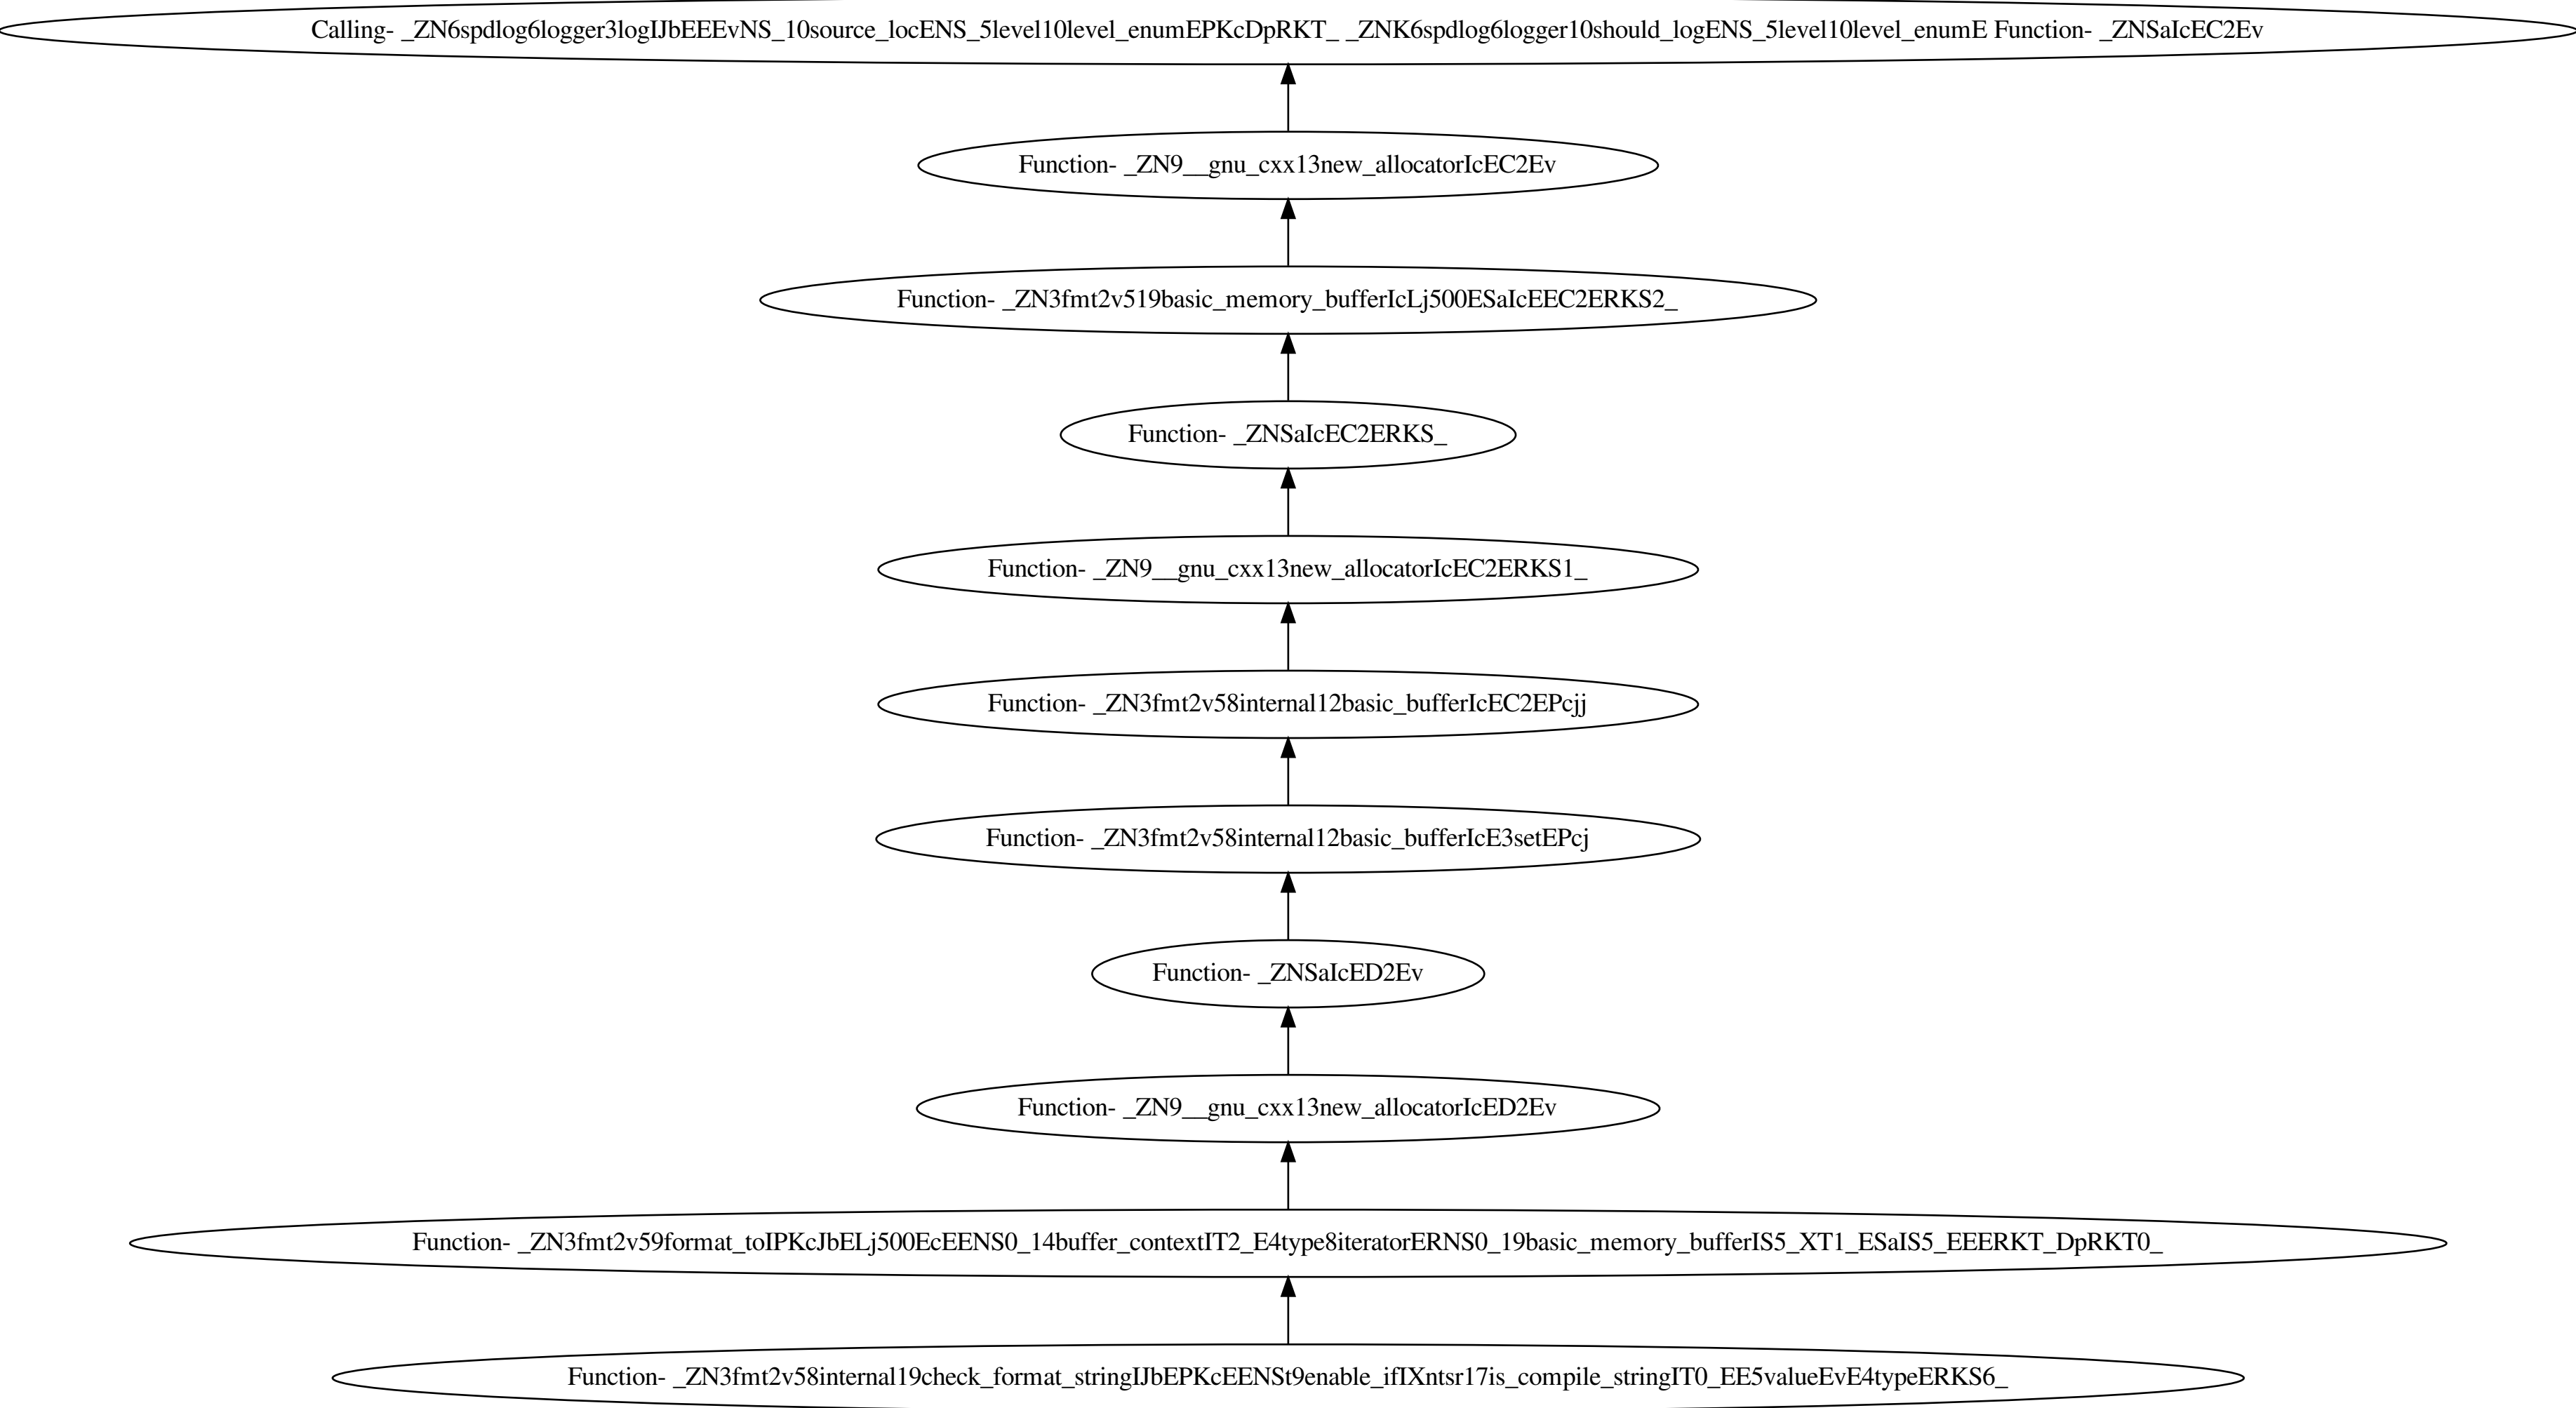 Calling- _ZN6spdlog6logger3logIJbEEEvNS_10source_locENS_5level10level_enumEPKcDpRKT_ _ZNK6spdlog6logger10should_logENS_5level10level_enumE Function- _ZNSaIcEC2Ev
Function- _ZN9__gnu_cxx13new_allocatorIcEC2Ev
Function- _ZN3fmt2v519basic_memory_bufferIcLj500ESaIcEEC2ERKS2_
Function- _ZNSaIcEC2ERKS_
Function- _ZN9__gnu_cxx13new_allocatorIcEC2ERKS1_
Function- _ZN3fmt2v58internal12basic_bufferIcEC2EPcjj
Function- _ZN3fmt2v58internal12basic_bufferIcE3setEPcj
Function- _ZNSaIcED2Ev
Function- _ZN9__gnu_cxx13new_allocatorIcED2Ev
Function- _ZN3fmt2v59format_toIPKcJbELj500EcEENS0_14buffer_contextIT2_E4type8iteratorERNS0_19basic_memory_bufferIS5_XT1_ESaIS5_EEERKT_DpRKT0_
Function- _ZN3fmt2v58internal19check_format_stringIJbEPKcEENSt9enable_ifIXntsr17is_compile_stringIT0_EE5valueEvE4typeERKS6_